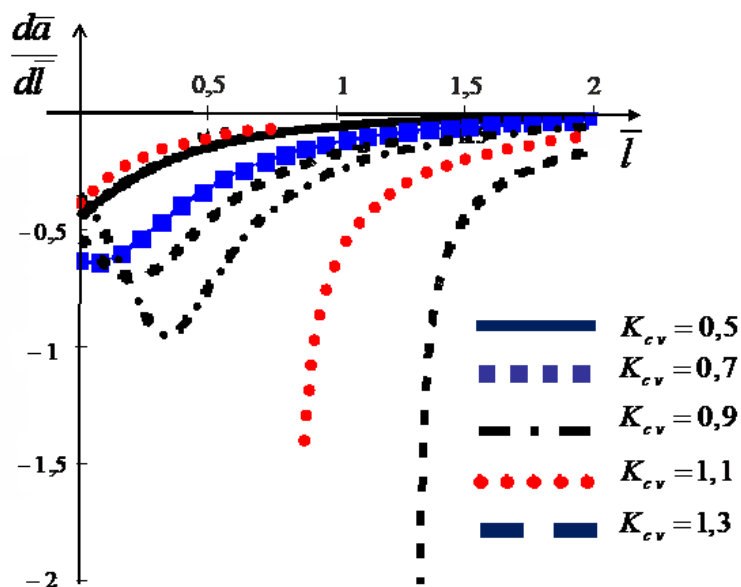 dā
dl̄
0,5 1 1,5 2
l̄
−0,5
−1
−1,5
−2
K_cv = 0,5
K_cv = 0,7
K_cv = 0,9
K_cv = 1,1
K_cv = 1,3